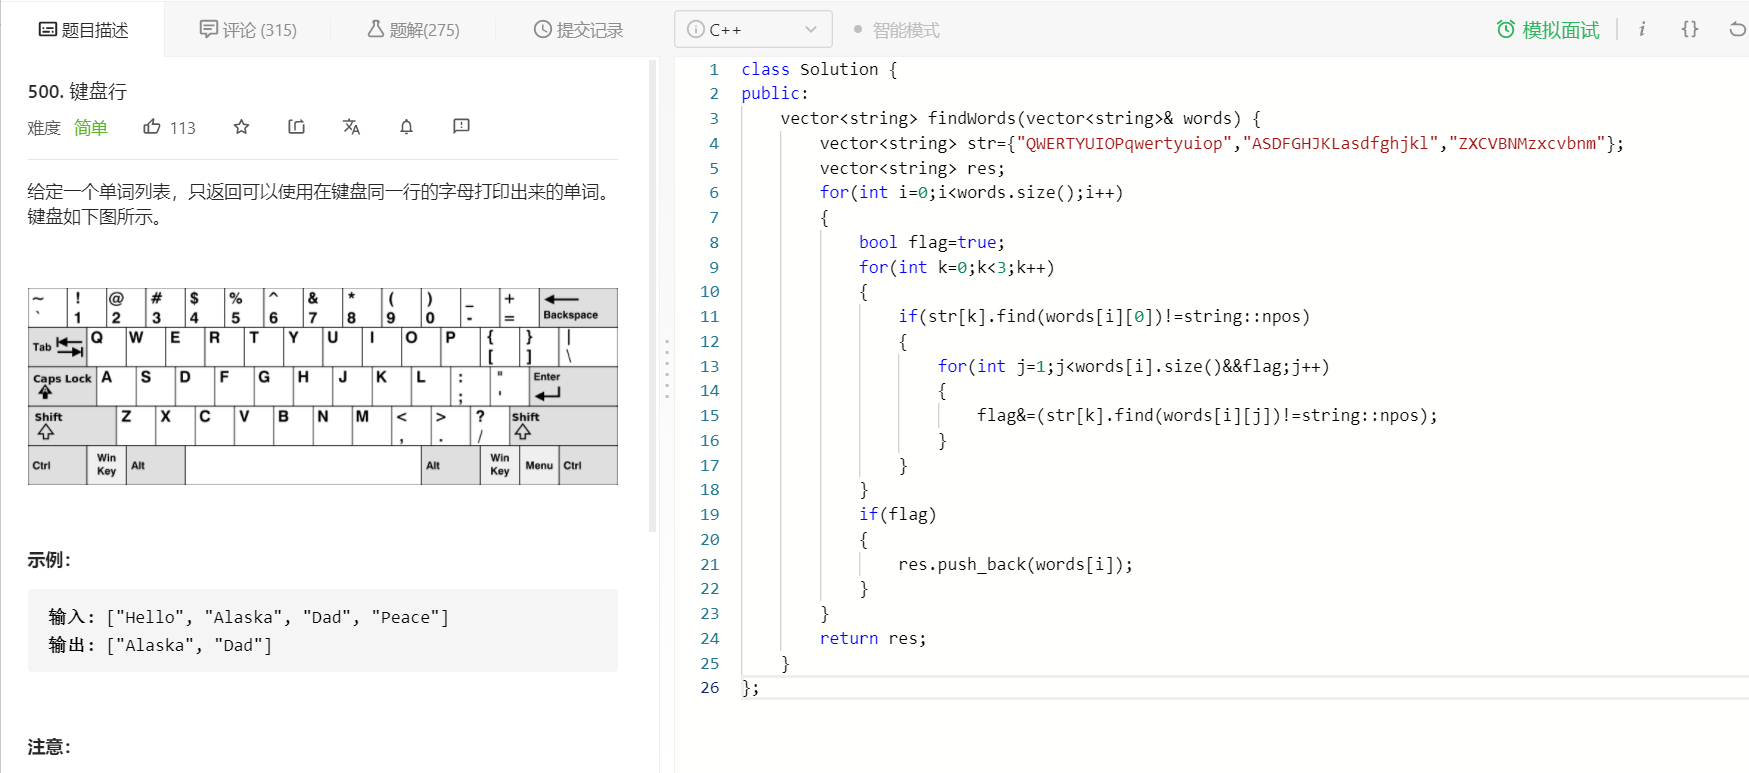 题目描述
评论 (315)
题解(275)
提交记录
C++
智能模式
模拟面试
i
{}
500. 键盘行
难度 简单 113
给定一个单词列表，只返回可以使用在键盘同一行的字母打印出来的单词。
键盘如下图所示。
~ ! @ # $ % ^ & * ( ) _ +
` 1 2 3 4 5 6 7 8 9 0 - = Backspace
Tab Q W E R T Y U I O P { [ } ] | \
Caps Lock A S D F G H J K L : ; " ' Enter
Shift Z X C V B N M < , > . ? / Shift
Ctrl Win Key Alt Alt Win Key Menu Ctrl
示例：
输入: ["Hello", "Alaska", "Dad", "Peace"]
输出: ["Alaska", "Dad"]
注意：
1 class Solution {
2 public:
3 vector<string> findWords(vector<string>& words) {
4 vector<string> str={"QWERTYUIOPqwertyuiop","ASDFGHJKLasdfghjkl","ZXCVBNMzxcvbnm"};
5 vector<string> res;
6 for(int i=0;i<words.size();i++)
7 {
8 bool flag=true;
9 for(int k=0;k<3;k++)
10 {
11 if(str[k].find(words[i][0])!=string::npos)
12 {
13 for(int j=1;j<words[i].size()&&flag;j++)
14 {
15 flag&=(str[k].find(words[i][j])!=string::npos);
16 }
17 }
18 }
19 if(flag)
20 {
21 res.push_back(words[i]);
22 }
23 }
24 return res;
25 }
26 };